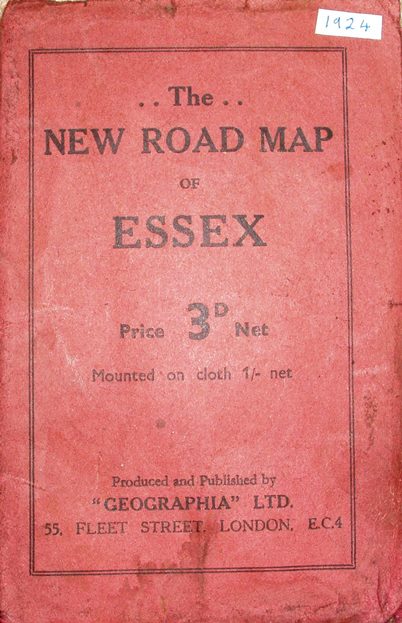 1924
. . The . .
NEW ROAD MAP
OF
ESSEX
Price 3D Net
Mounted on cloth 1/- net
Produced and Published by
"GEOGRAPHIA" LTD.
55, FLEET STREET, LONDON, E.C.4